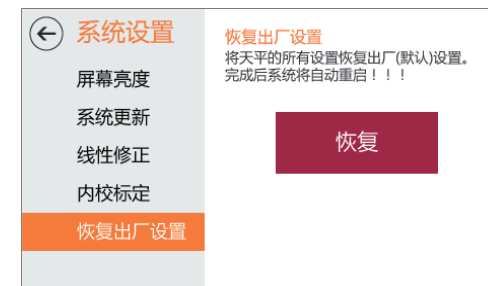 系统设置
屏幕亮度
系统更新
线性修正
内校标定
恢复出厂设置
恢复出厂设置
将天平的所有设置恢复出厂(默认)设置。
完成后系统将自动重启！！！
恢复